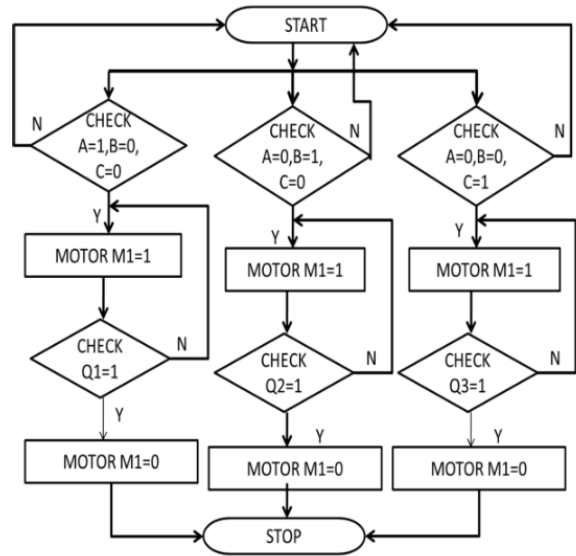 START
N
CHECK
A=1,B=0,
C=0
CHECK
A=0,B=1,
C=0
N
CHECK
A=0,B=0,
C=1
N
Y
Y
Y
MOTOR M1=1
MOTOR M1=1
MOTOR M1=1
CHECK
Q1=1
N
CHECK
Q2=1
N
CHECK
Q3=1
N
Y
Y
Y
MOTOR M1=0
MOTOR M1=0
MOTOR M1=0
STOP